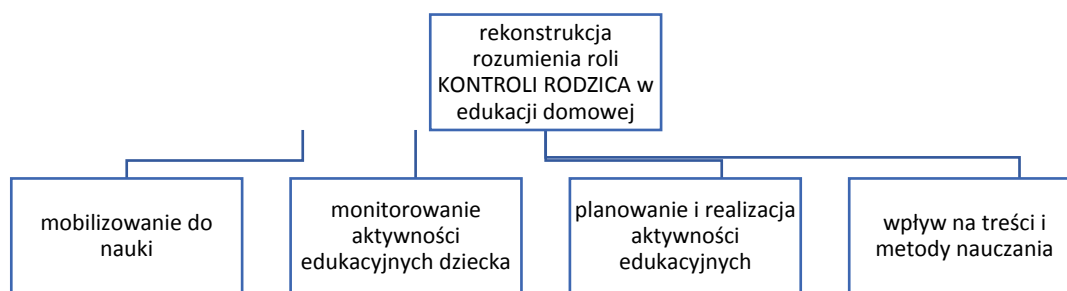 rekonstrukcja
rozumienia roli
KONTROLI RODZICA w
edukacji domowej
mobilizowanie do
nauki
monitorowanie
aktywności
edukacyjnych dziecka
planowanie i realizacja
aktywności
edukacyjnych
wpływ na treści i
metody nauczania